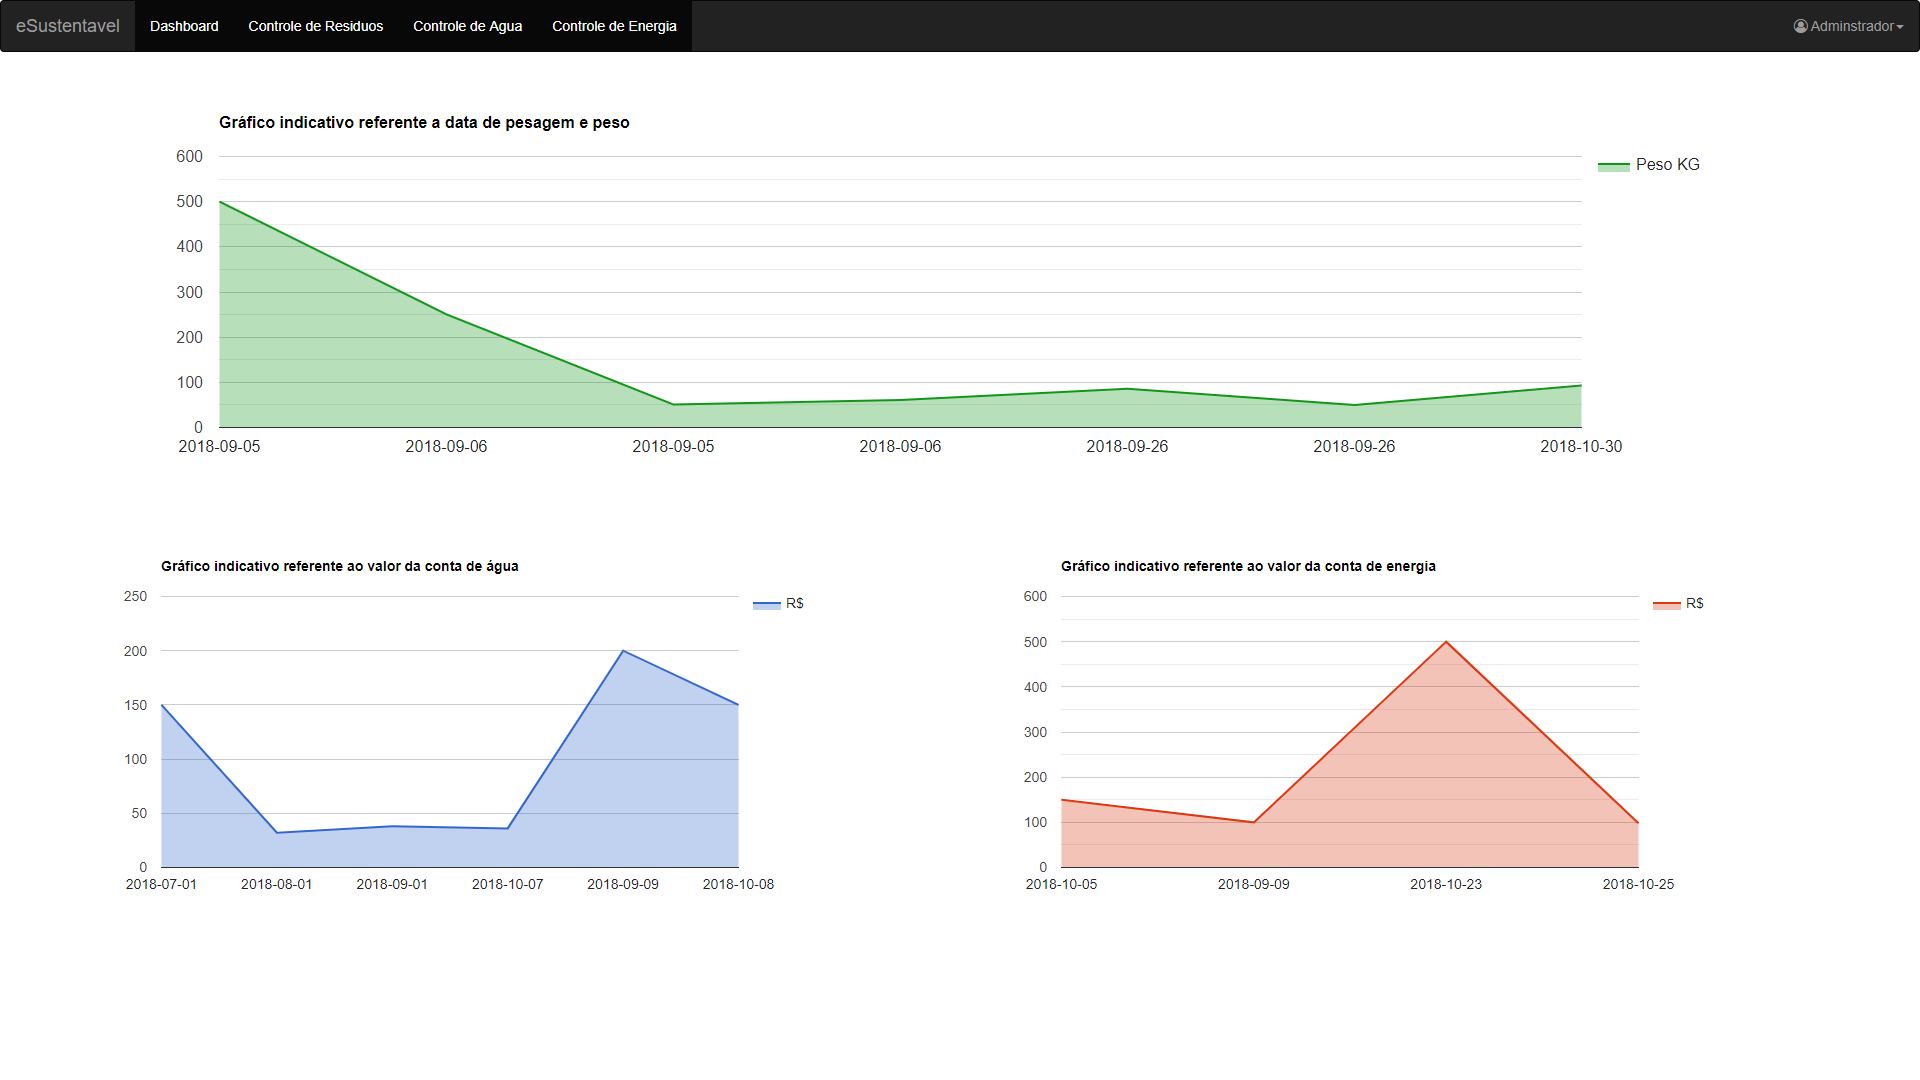 eSustentavel Dashboard Controle de Residuos Controle de Agua Controle de Energia Adminstrador
Gráfico indicativo referente a data de pesagem e peso
600
500
400
300
200
100
0
Peso KG
2018-09-05 2018-09-06 2018-09-05 2018-09-06 2018-09-26 2018-09-26 2018-10-30
Gráfico indicativo referente ao valor da conta de água
250
200
150
100
50
0
R$
2018-07-01 2018-08-01 2018-09-01 2018-10-07 2018-09-09 2018-10-08
Gráfico indicativo referente ao valor da conta de energia
600
500
400
300
200
100
0
R$
2018-10-05 2018-09-09 2018-10-23 2018-10-25